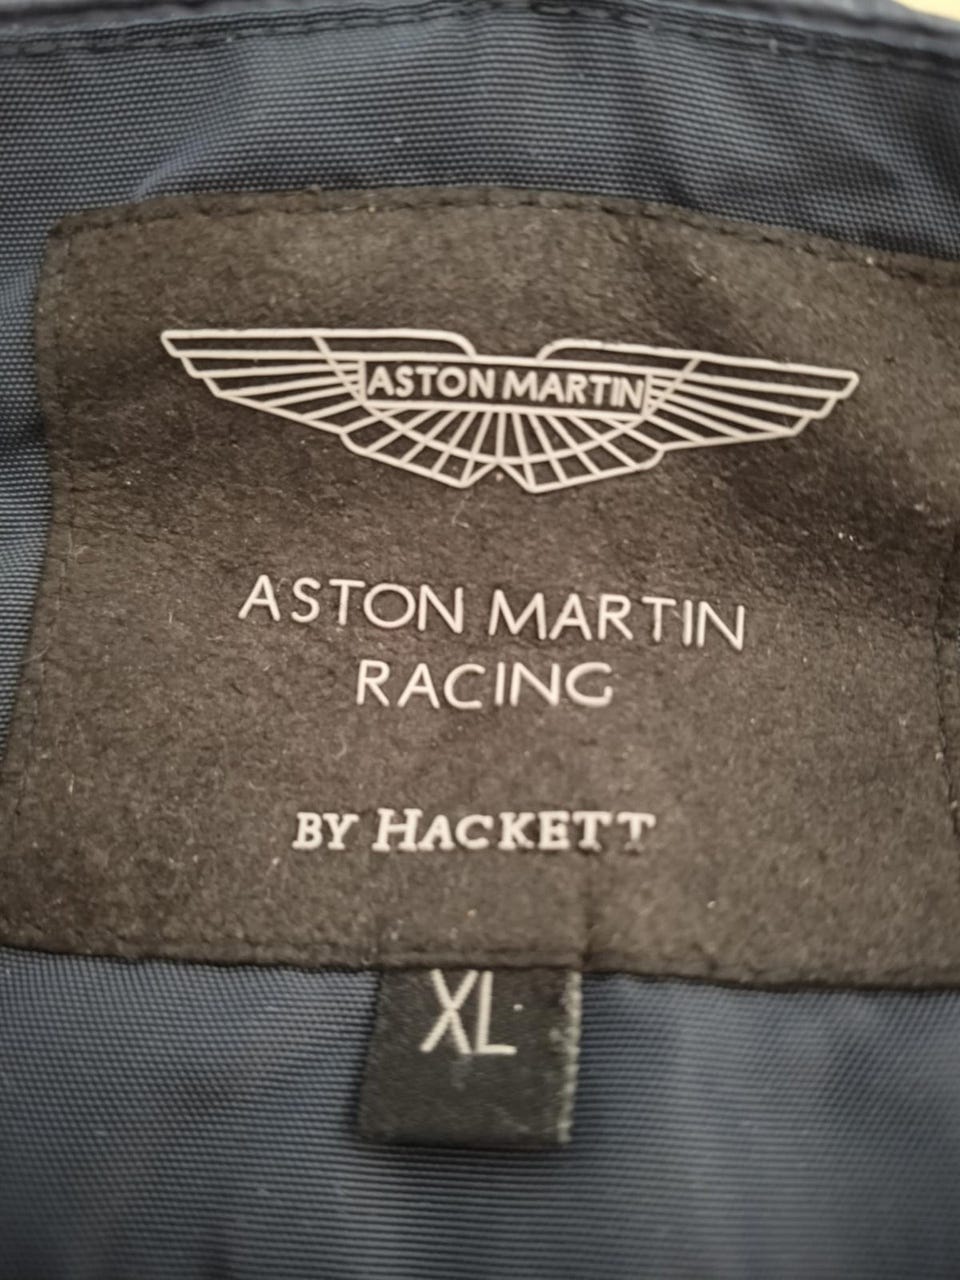 ASTON MARTIN
ASTON MARTIN
RACING
BY HACKETT
XL